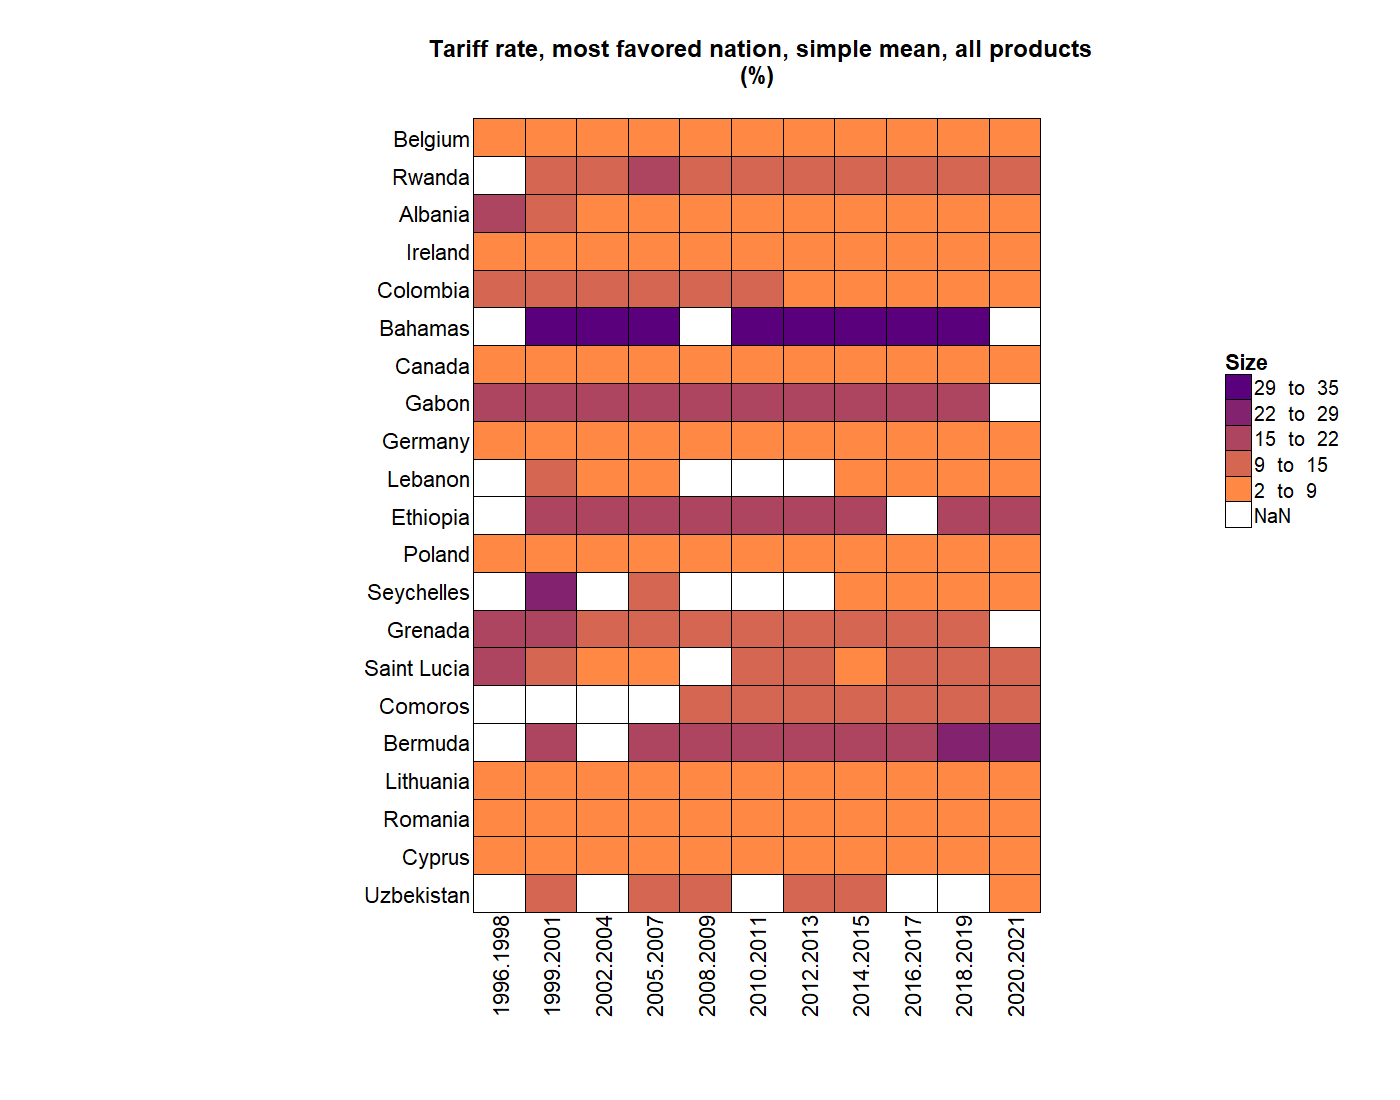 Tariff rate, most favored nation, simple mean, all products
(%)
Belgium
Rwanda
Albania
Ireland
Colombia
Bahamas
Canada
Gabon
Germany
Lebanon
Ethiopia
Poland
Seychelles
Grenada
Saint Lucia
Comoros
Bermuda
Lithuania
Romania
Cyprus
Uzbekistan
1996.1998
1999.2001
2002.2004
2005.2007
2008.2009
2010.2011
2012.2013
2014.2015
2016.2017
2018.2019
2020.2021
Size
29 to 35
22 to 29
15 to 22
9 to 15
2 to 9
NaN